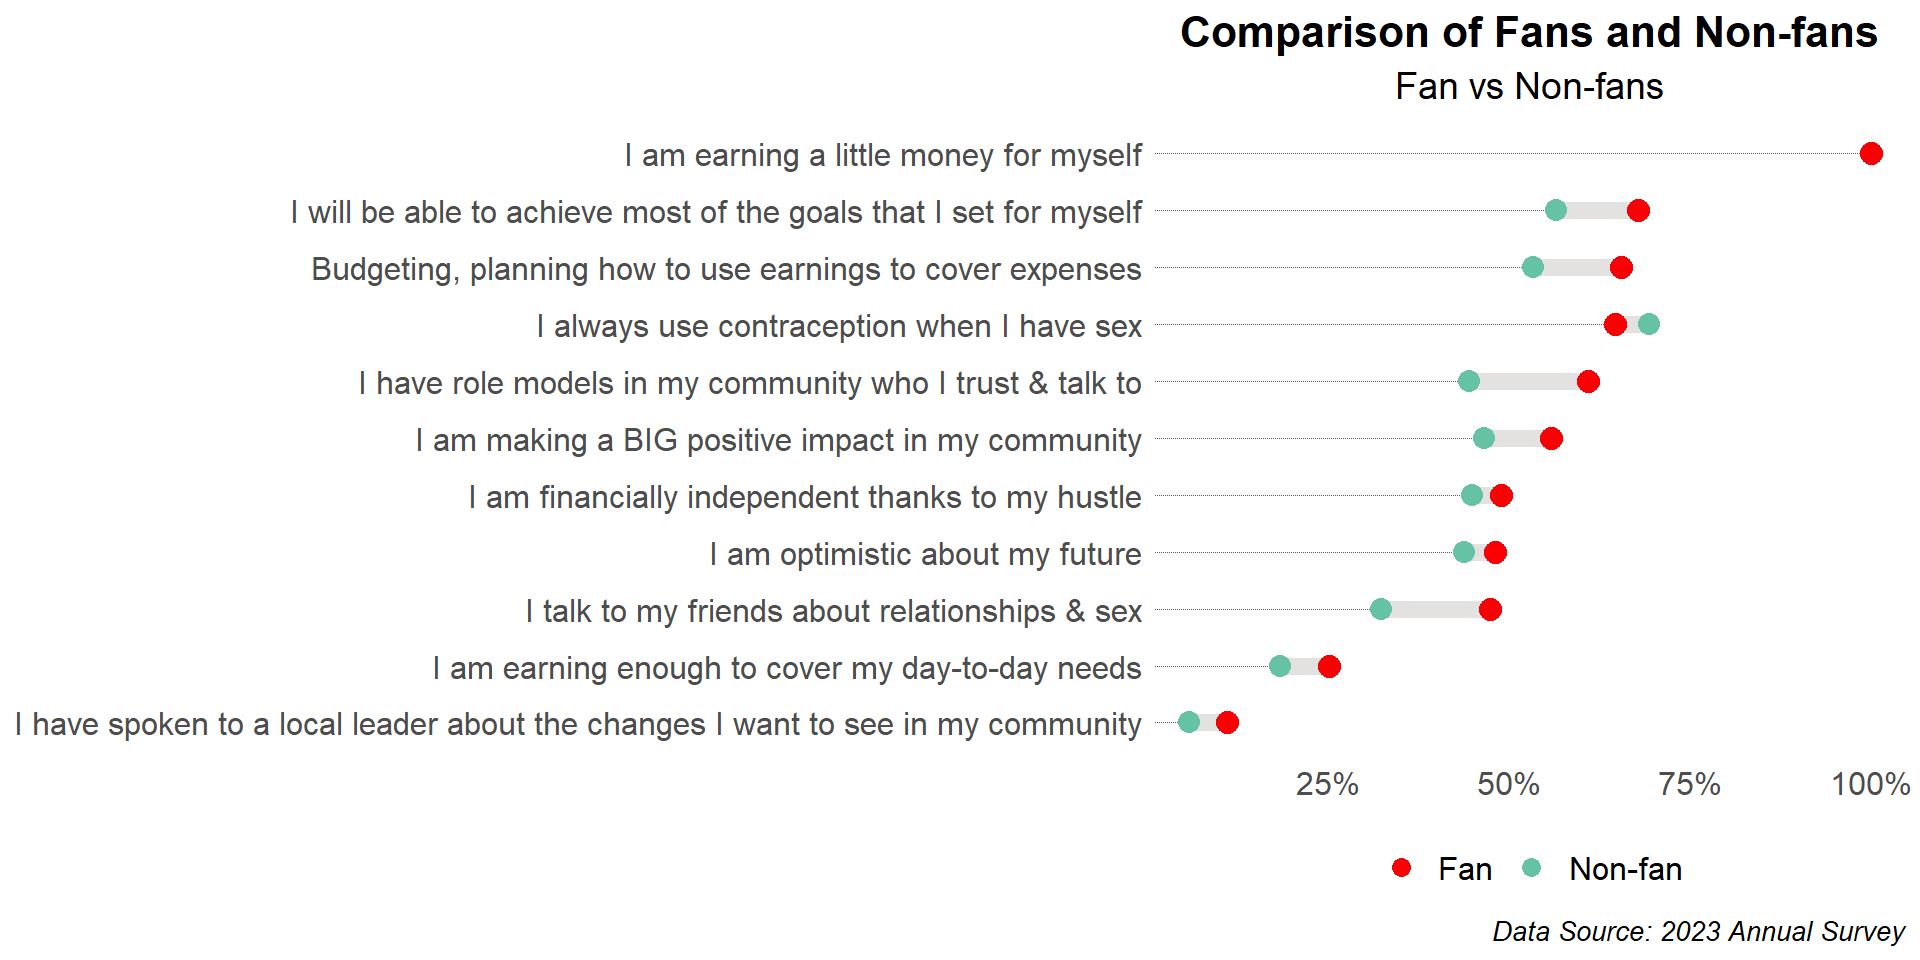 Comparison of Fans and Non-fans
Fan vs Non-fans
I am earning a little money for myself
I will be able to achieve most of the goals that I set for myself
Budgeting, planning how to use earnings to cover expenses
I always use contraception when I have sex
I have role models in my community who I trust & talk to
I am making a BIG positive impact in my community
I am financially independent thanks to my hustle
I am optimistic about my future
I talk to my friends about relationships & sex
I am earning enough to cover my day-to-day needs
I have spoken to a local leader about the changes I want to see in my community
25% 50% 75% 100%
Fan Non-fan
Data Source: 2023 Annual Survey